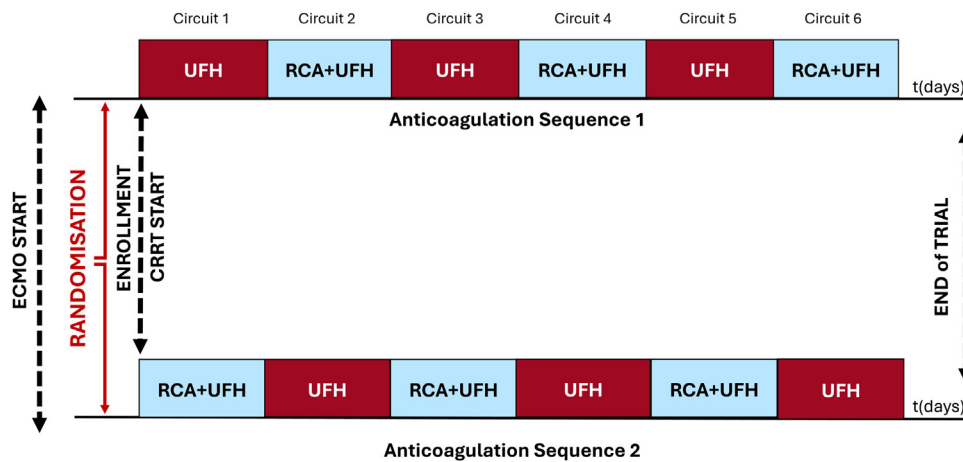 Circuit 1 Circuit 2 Circuit 3 Circuit 4 Circuit 5 Circuit 6
UFH RCA+UFH UFH RCA+UFH UFH RCA+UFH
t(days)
Anticoagulation Sequence 1
ECMO START
RANDOMISATION
ENROLLMENT
CRRT START
END of TRIAL
RCA+UFH UFH RCA+UFH UFH RCA+UFH UFH
t(days)
Anticoagulation Sequence 2